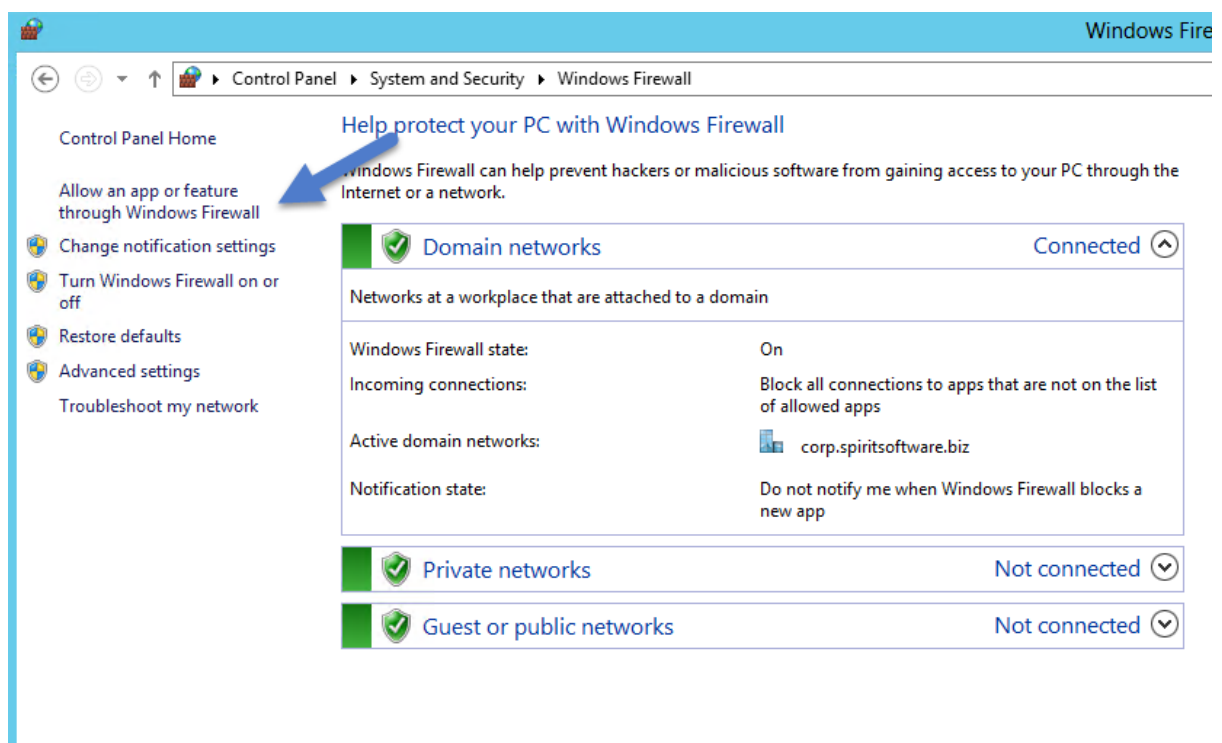 Windows Fire
Control Panel System and Security Windows Firewall
Control Panel Home
Allow an app or feature
through Windows Firewall
Change notification settings
Turn Windows Firewall on or
off
Restore defaults
Advanced settings
Troubleshoot my network
Help protect your PC with Windows Firewall
Windows Firewall can help prevent hackers or malicious software from gaining access to your PC through the
Internet or a network.
Domain networks Connected
Networks at a workplace that are attached to a domain
Windows Firewall state: On
Incoming connections: Block all connections to apps that are not on the list
of allowed apps
Active domain networks: corp.spiritsoftware.biz
Notification state: Do not notify me when Windows Firewall blocks a
new app
Private networks Not connected
Guest or public networks Not connected